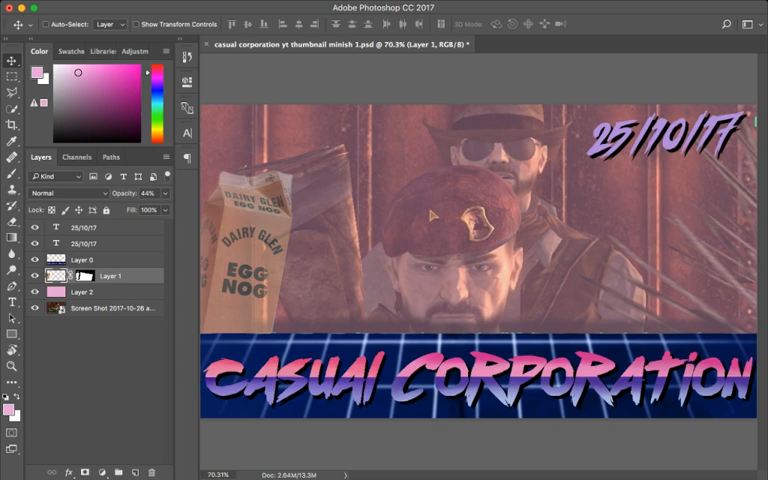 Adobe Photoshop CC 2017
Auto-Select: Layer Show Transform Controls 3D Mode:
casual corporation yt thumbnail minish 1.psd @ 70.3% (Layer 1, RGB/8) *
Color Swatche Librarie Adjustm
Layers Channels Paths
Kind
Normal Opacity: 44%
Lock: Fill: 100%
T 25/10/17
T 25/10/17
Layer 0
Layer 1
Layer 2
Screen Shot 2017-10-26 a...
25/10/17
DAIRY GLEN
EGG NOG
DAIRY GLEN
EGG
NOG
CASUAL CORPORATION
70.31% Doc: 2.64M/13.3M